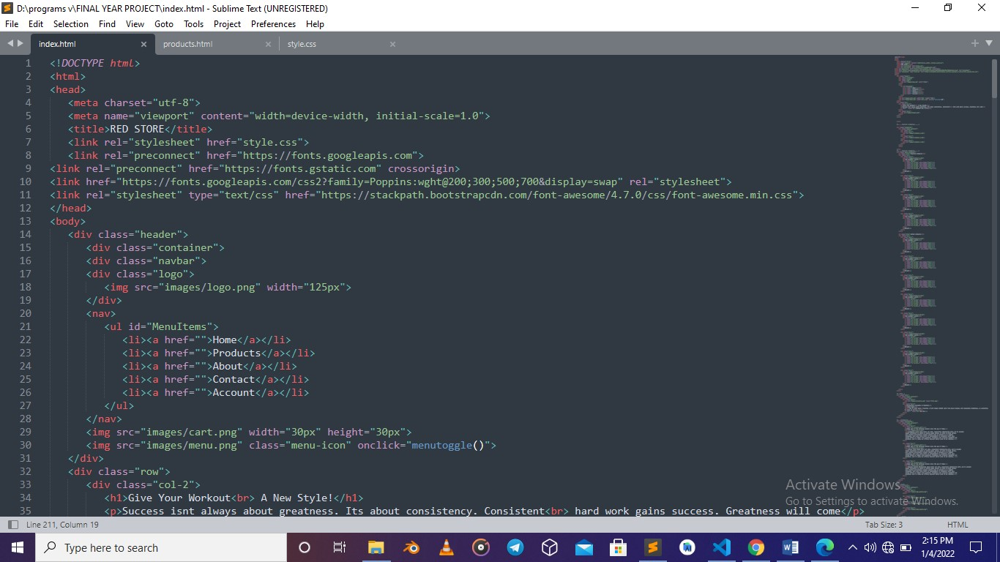 D:\programs v\FINAL YEAR PROJECT\index.html - Sublime Text (UNREGISTERED)
File Edit Selection Find View Goto Tools Project Preferences Help
index.html × products.html × style.css ×
1 <!DOCTYPE html>
2 <html>
3 <head>
4 <meta charset="utf-8">
5 <meta name="viewport" content="width=device-width, initial-scale=1.0">
6 <title>RED STORE</title>
7 <link rel="stylesheet" href="style.css">
8 <link rel="preconnect" href="https://fonts.googleapis.com">
9 <link rel="preconnect" href="https://fonts.gstatic.com" crossorigin>
10 <link href="https://fonts.googleapis.com/css2?family=Poppins:wght@200;300;500;700&display=swap" rel="stylesheet">
11 <link rel="stylesheet" type="text/css" href="https://stackpath.bootstrapcdn.com/font-awesome/4.7.0/css/font-awesome.min.css">
12 </head>
13 <body>
14 <div class="header">
15 <div class="container">
16 <div class="navbar">
17 <div class="logo">
18 <img src="images/logo.png" width="125px">
19 </div>
20 <nav>
21 <ul id="MenuItems">
22 <li><a href="">Home</a></li>
23 <li><a href="">Products</a></li>
24 <li><a href="">About</a></li>
25 <li><a href="">Contact</a></li>
26 <li><a href="">Account</a></li>
27 </ul>
28 </nav>
29 <img src="images/cart.png" width="30px" height="30px">
30 <img src="images/menu.png" class="menu-icon" onclick="menutoggle()">
31 </div>
32 <div class="row">
33 <div class="col-2">
34 <h1>Give Your Workout<br> A New Style!</h1>
35 <p>Success isnt always about greatness. Its about consistency. Consistent<br> hard work gains success. Greatness will come</p>
Activate Windows
Go to Settings to activate Windows.
Line 211, Column 19 Tab Size: 3 HTML
Type here to search
2:15 PM
1/4/2022